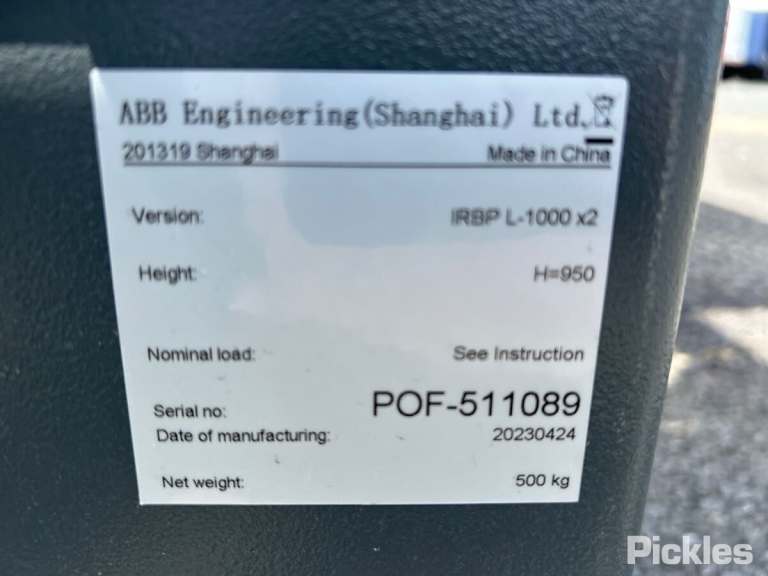 ABB Engineering(Shanghai) Ltd.
201319 Shanghai Made in China
Version: IRBP L-1000 x2
Height: H=950
Nominal load: See Instruction
Serial no: POF-511089
Date of manufacturing: 20230424
Net weight: 500 kg
Pickles